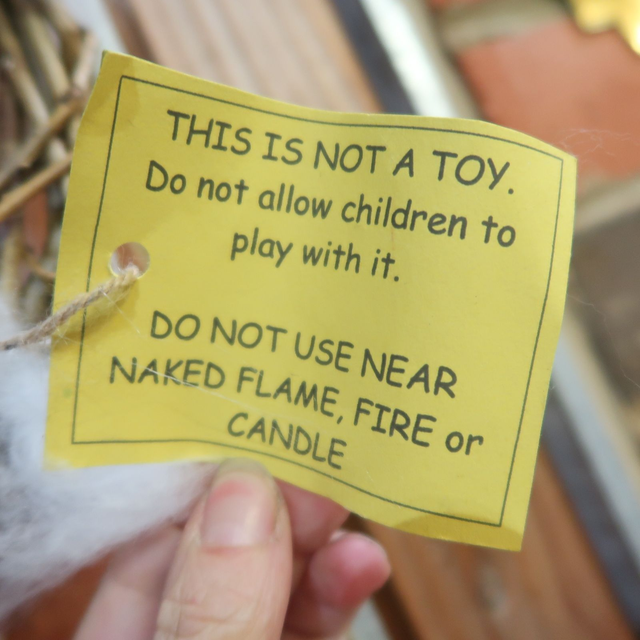 THIS IS NOT A TOY.
Do not allow children to
play with it.
DO NOT USE NEAR
NAKED FLAME, FIRE or
CANDLE